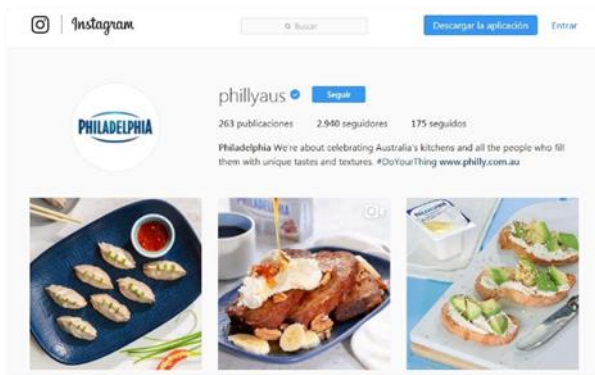 Instagram
Buscar
Descargar la aplicación
Entrar
PHILADELPHIA
phillyaus
Seguir
263 publicaciones 2.940 seguidores 175 seguidos
Philadelphia We're about celebrating Australia's kitchens and all the people who fill
them with unique tastes and textures. #DoYourThing www.philly.com.au
PHILADELPHIA
PHILADELPHIA